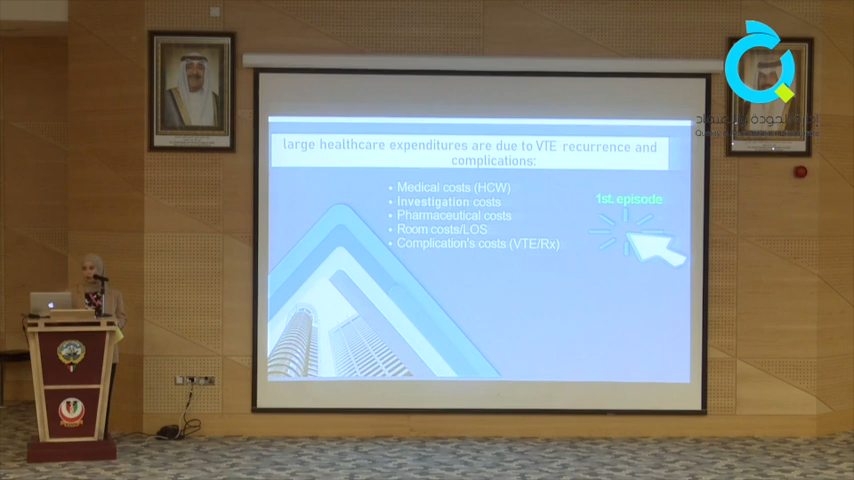 large healthcare expenditures are due to VTE recurrence and
complications:
• Medical costs (HCW)
• Investigation costs
• Pharmaceutical costs
• Room costs/LOS
• Complication's costs (VTE/Rx)
1st. episode